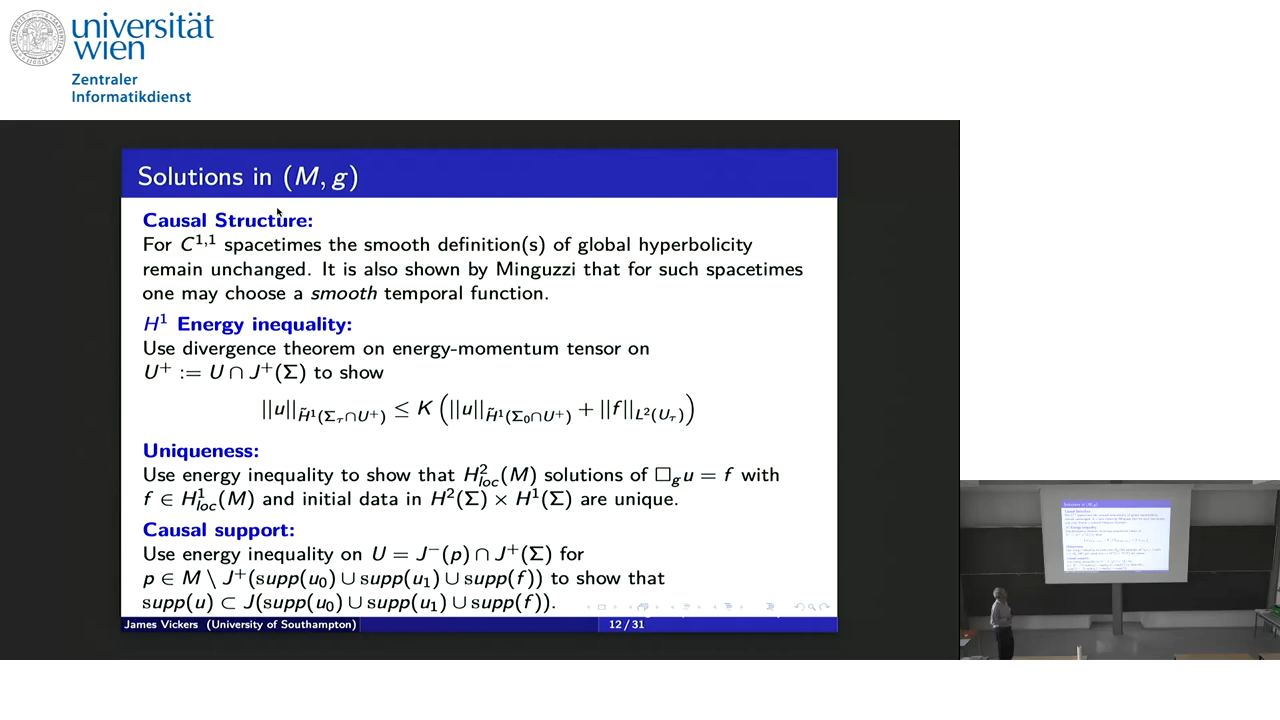 universität
wien
Zentraler
Informatikdienst
Solutions in (M, g)
Causal Structure:
For C^{1,1} spacetimes the smooth definition(s) of global hyperbolicity
remain unchanged. It is also shown by Minguzzi that for such spacetimes
one may choose a smooth temporal function.
H^1 Energy inequality:
Use divergence theorem on energy-momentum tensor on
U^+ := U ∩ J^+(Σ) to show
||u||_{H̃^1(Σ_τ∩U^+)} ≤ K (||u||_{H̃^1(Σ_0∩U^+)} + ||f||_{L^2(U_τ)})
Uniqueness:
Use energy inequality to show that H^2_{loc}(M) solutions of □_g u = f with
f ∈ H^1_{loc}(M) and initial data in H^2(Σ) × H^1(Σ) are unique.
Causal support:
Use energy inequality on U = J^−(p) ∩ J^+(Σ) for
p ∈ M \ J^+(supp(u_0) ∪ supp(u_1) ∪ supp(f)) to show that
supp(u) ⊂ J(supp(u_0) ∪ supp(u_1) ∪ supp(f)).
James Vickers (University of Southampton)
12 / 31